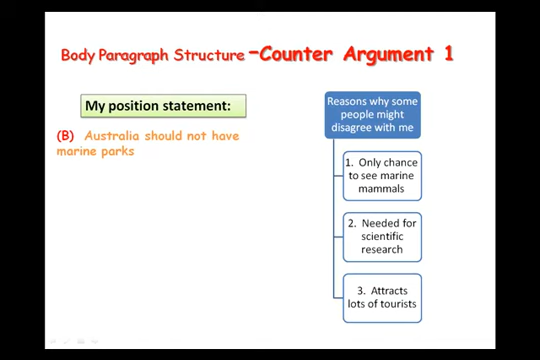 Body Paragraph Structure –Counter Argument 1
My position statement:
(B) Australia should not have
marine parks
Reasons why some
people might
disagree with me
1. Only chance
to see marine
mammals
2. Needed for
scientific
research
3. Attracts
lots of tourists